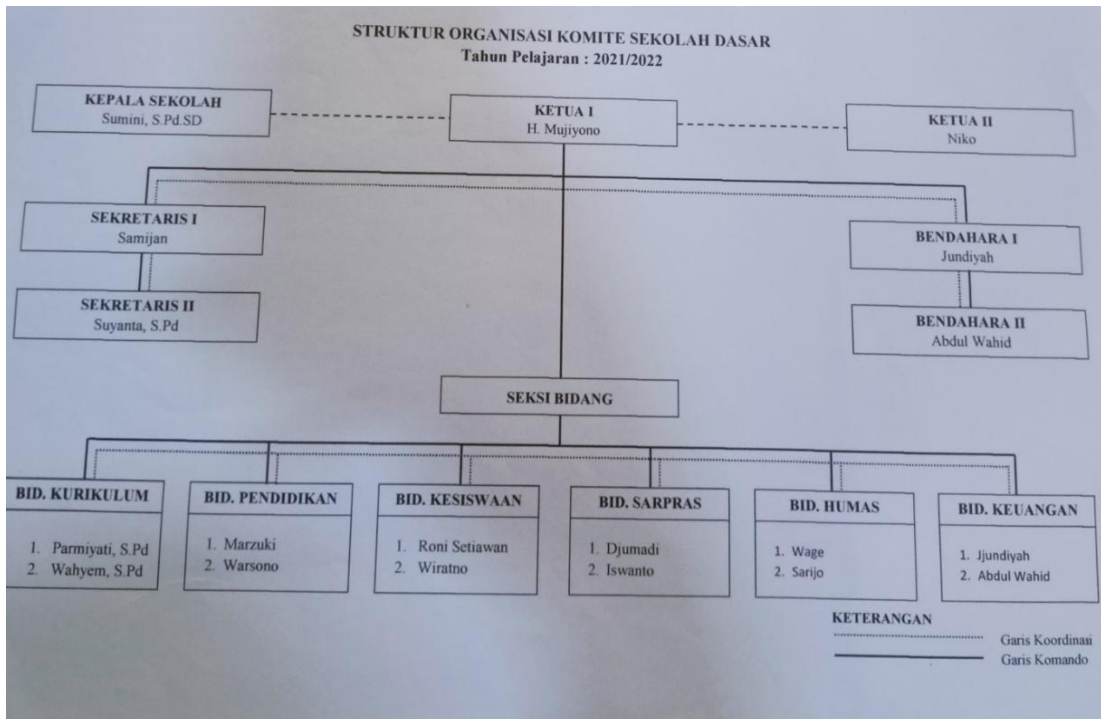 STRUKTUR ORGANISASI KOMITE SEKOLAH DASAR
Tahun Pelajaran : 2021/2022
KEPALA SEKOLAH
Sumini, S.Pd.SD
KETUA I
H. Mujiyono
KETUA II
Niko
SEKRETARIS I
Samijan
BENDAHARA I
Jundiyah
SEKRETARIS II
Suyanta, S.Pd
BENDAHARA II
Abdul Wahid
SEKSI BIDANG
BID. KURIKULUM
1. Parmiyati, S.Pd
2. Wahyem, S.Pd
BID. PENDIDIKAN
1. Marzuki
2. Warsono
BID. KESISWAAN
1. Roni Setiawan
2. Wiratno
BID. SARPRAS
1. Djumadi
2. Iswanto
BID. HUMAS
1. Wage
2. Sarijo
BID. KEUANGAN
1. Jjundiyah
2. Abdul Wahid
KETERANGAN
Garis Koordinasi
Garis Komando